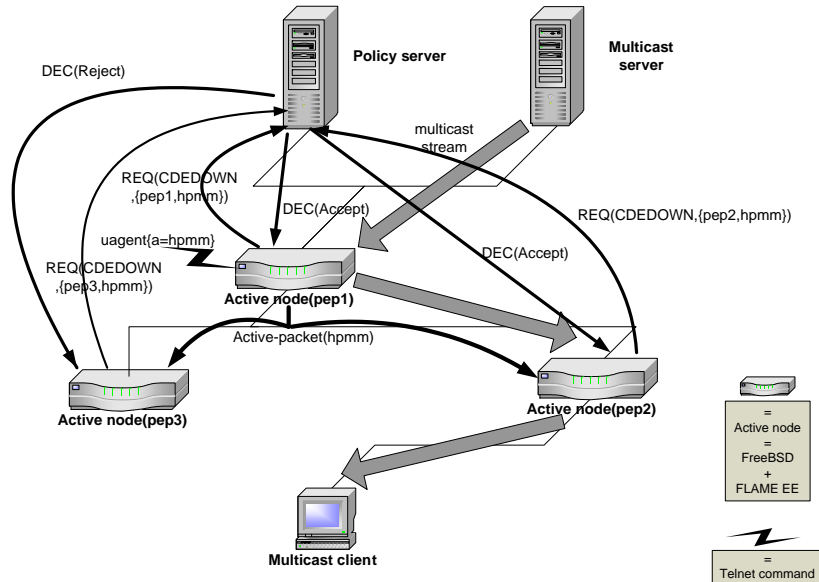 Policy server
Multicast
server
DEC(Reject)
multicast
stream
REQ(CDEDOWN
,{pep1,hpmm})
DEC(Accept)
REQ(CDEDOWN,{pep2,hpmm})
uagent{a=hpmm}
DEC(Accept)
REQ(CDEDOWN
,{pep3,hpmm})
Active node(pep1)
Active-packet(hpmm)
Active node(pep3)
Active node(pep2)
=
Active node
=
FreeBSD
+
FLAME EE
Multicast client
=
Telnet command